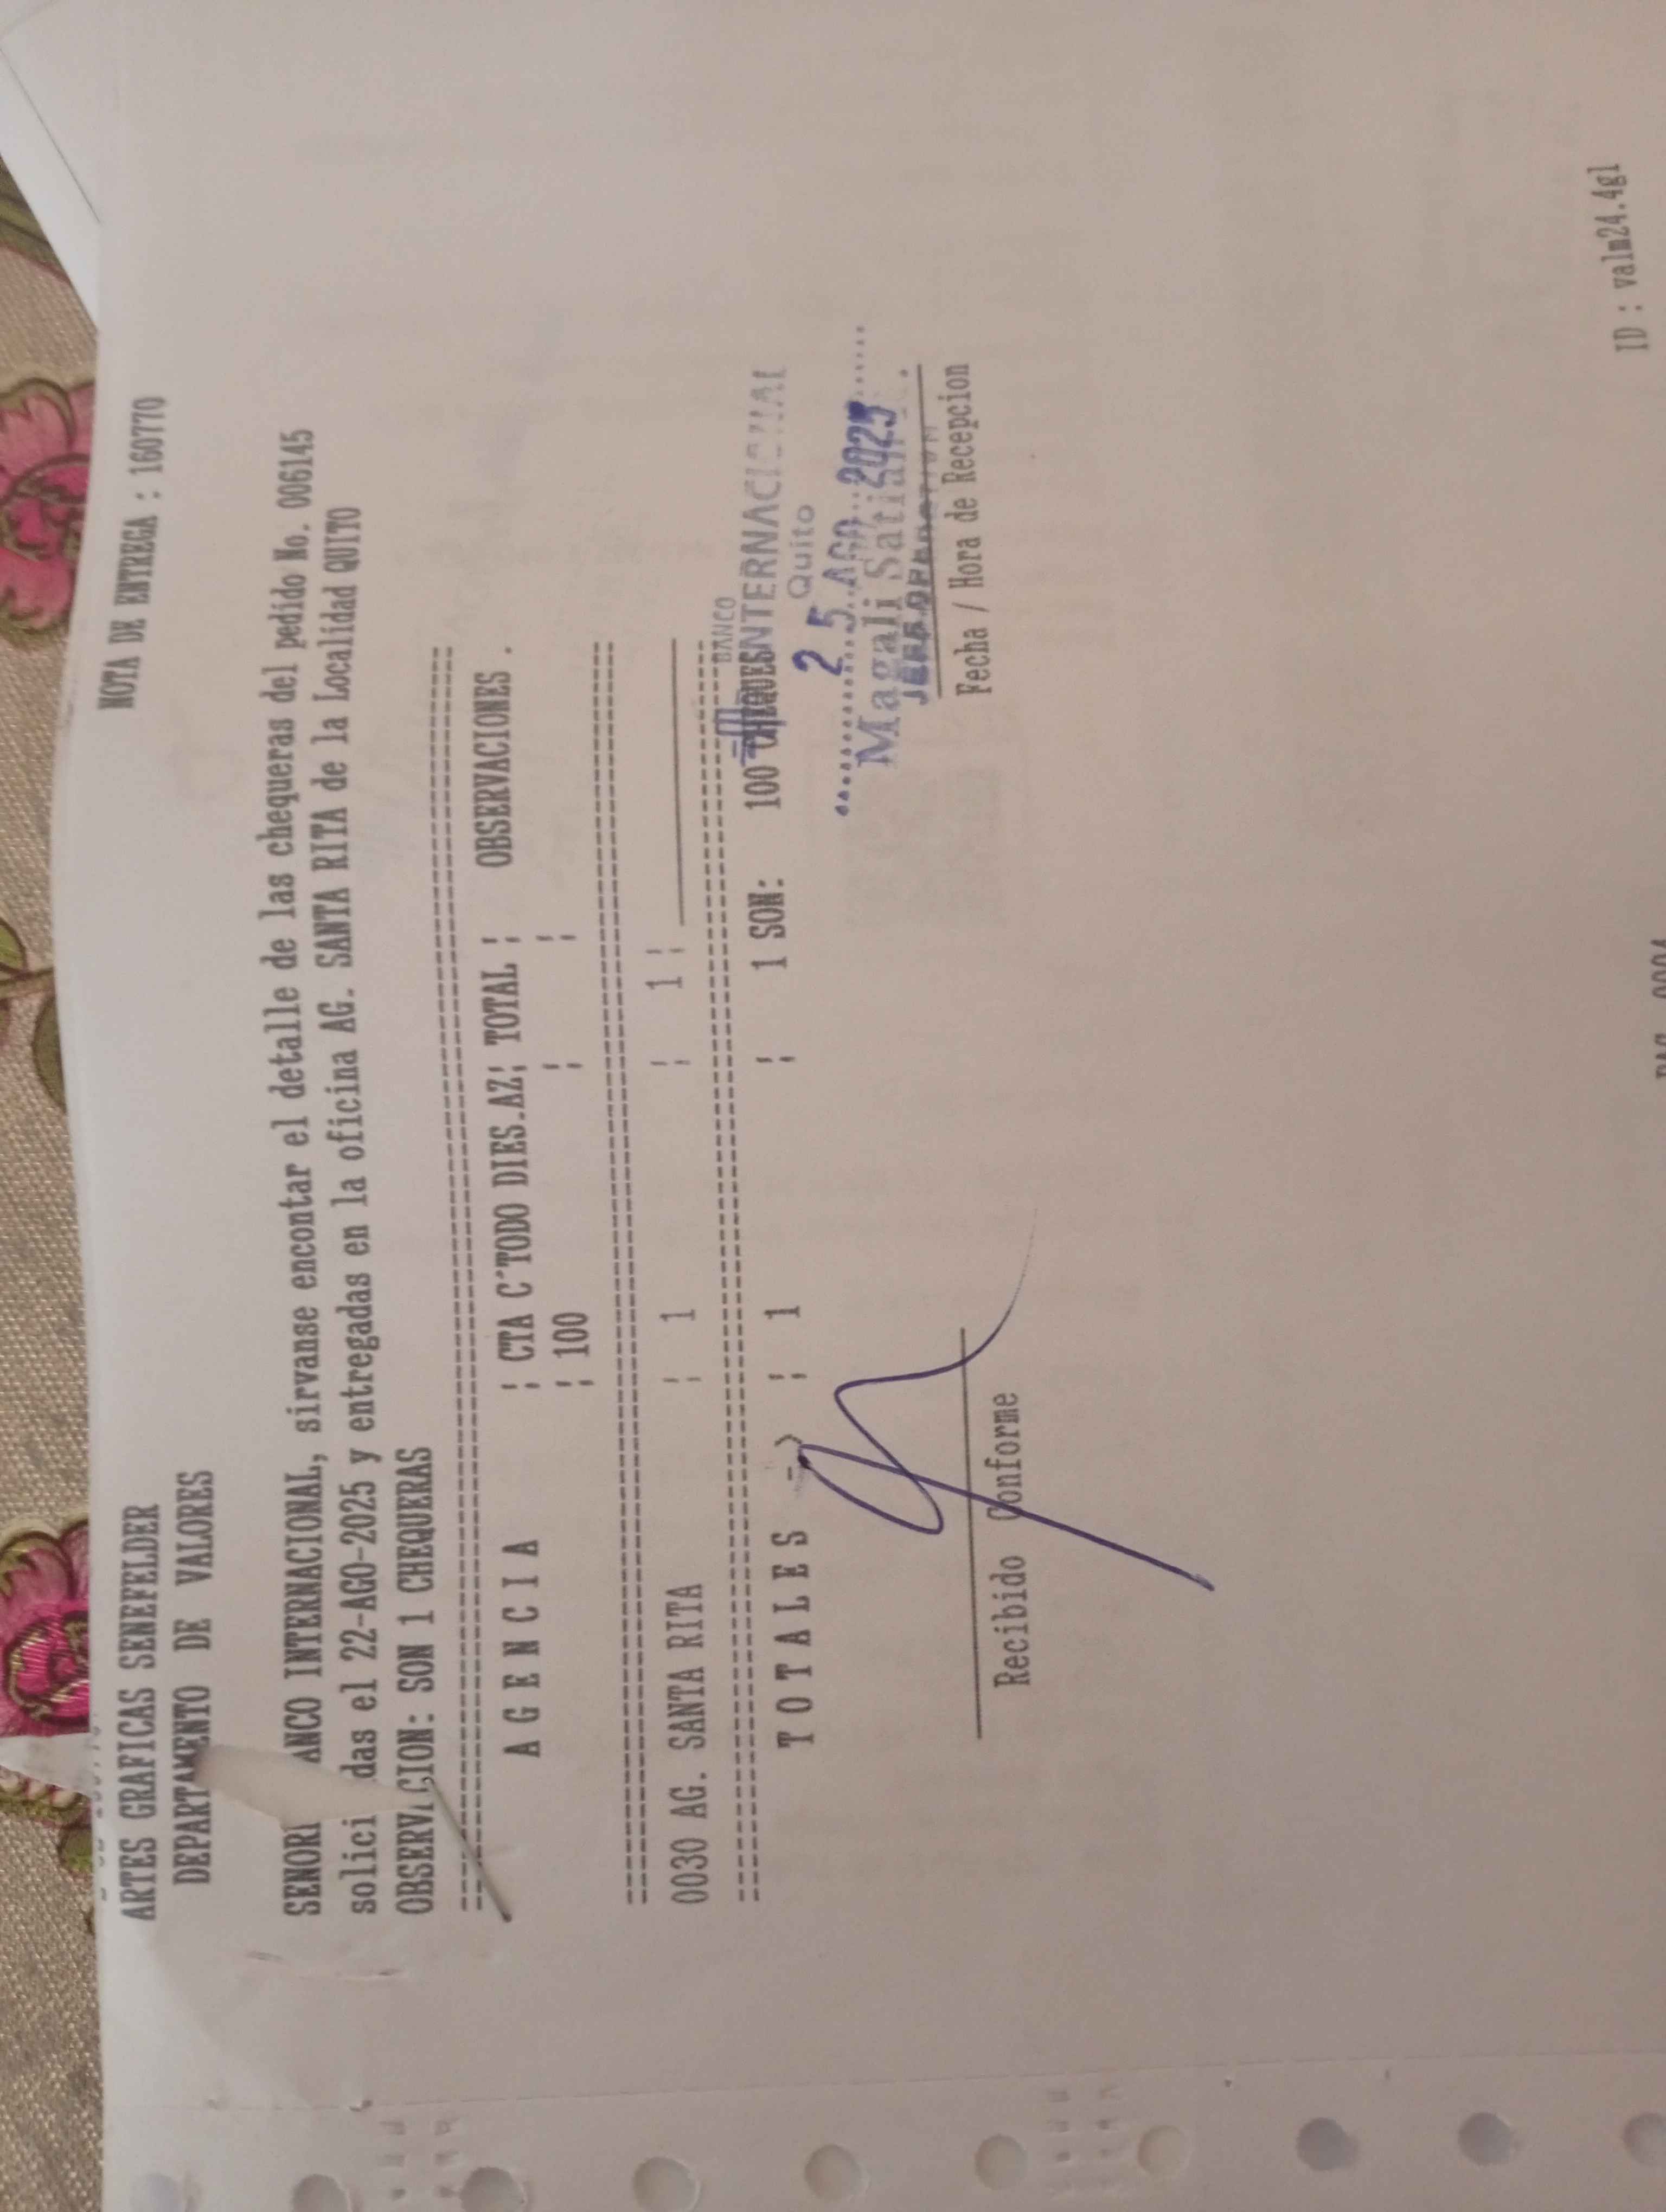 ARTES GRAFICAS SENEFELDER
NOTA DE ENTREGA : 160770
DEPARTAMENTO DE VALORES
SENORE ANCO INTERNACIONAL, sirvanse encontar el detalle de las chequeras del pedido No. 006145
solici das el 22-AGO-2025 y entregadas en la oficina AG. SANTA RITA de la Localidad QUITO
OBSERVACION: SON 1 CHEQUERAS
A G E N C I A ; CTA C'TODO DIES.AZ; TOTAL ; OBSERVACIONES .
; 100 ; ;
0030 AG. SANTA RITA ; 1 ; 1 ;
T O T A L E S -> ; 1 ; 1 SON: 100 CHEQUES
BANCO
INTERNACIONAL
Quito
25 AGO 2025
Magali
JEFE OPERATIVO
Recibido Conforme
Fecha / Hora de Recepcion
ID : valm24.4gl